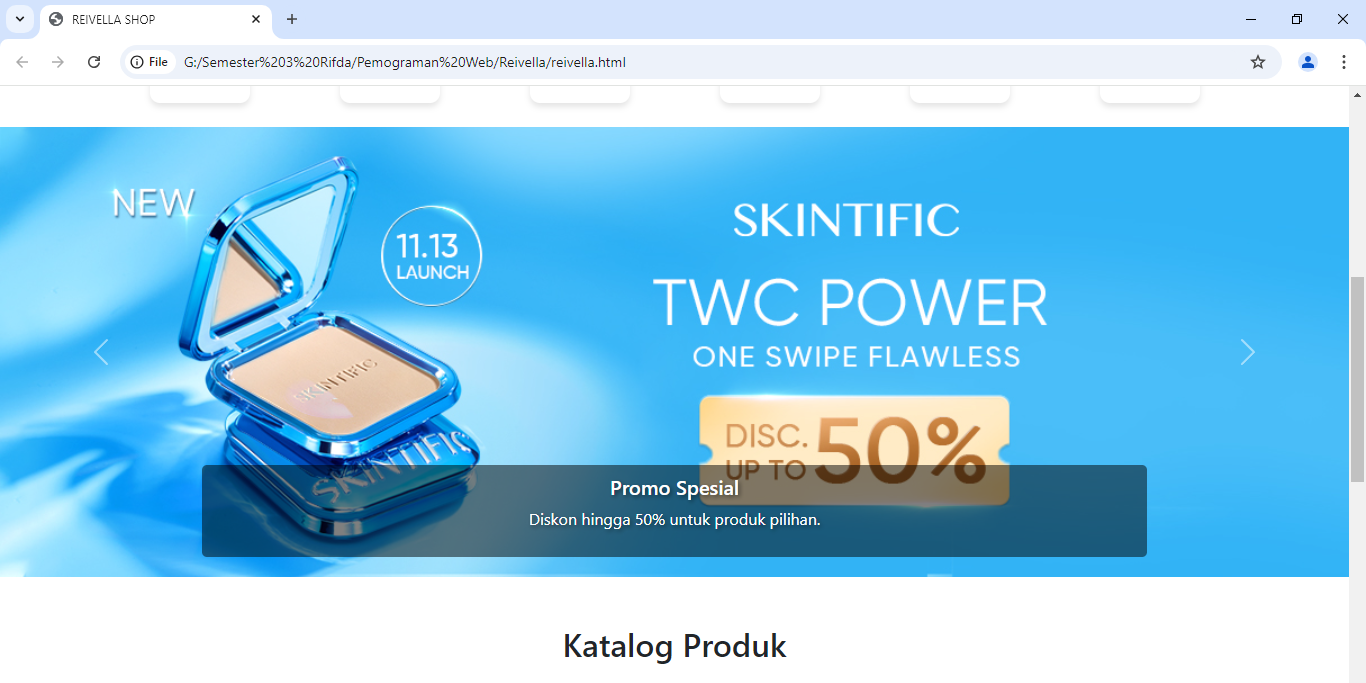 REIVELLA SHOP
File
G:/Semester%203%20Rifda/Pemograman%20Web/Reivella/reivella.html
NEW
11.13
LAUNCH
SKINTIFIC
TWC POWER
ONE SWIPE FLAWLESS
SKINTIFIC
SKINTIFIC
DISC.
UP TO
50%
Promo Spesial
Diskon hingga 50% untuk produk pilihan.
Katalog Produk